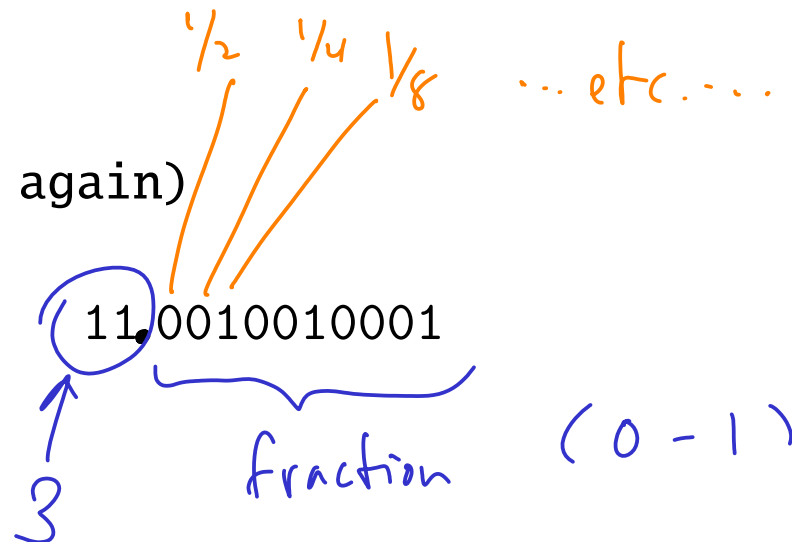 1/2 1/4 1/8 ...etc.....
again)
11.0010010001
fraction (0-1)
3